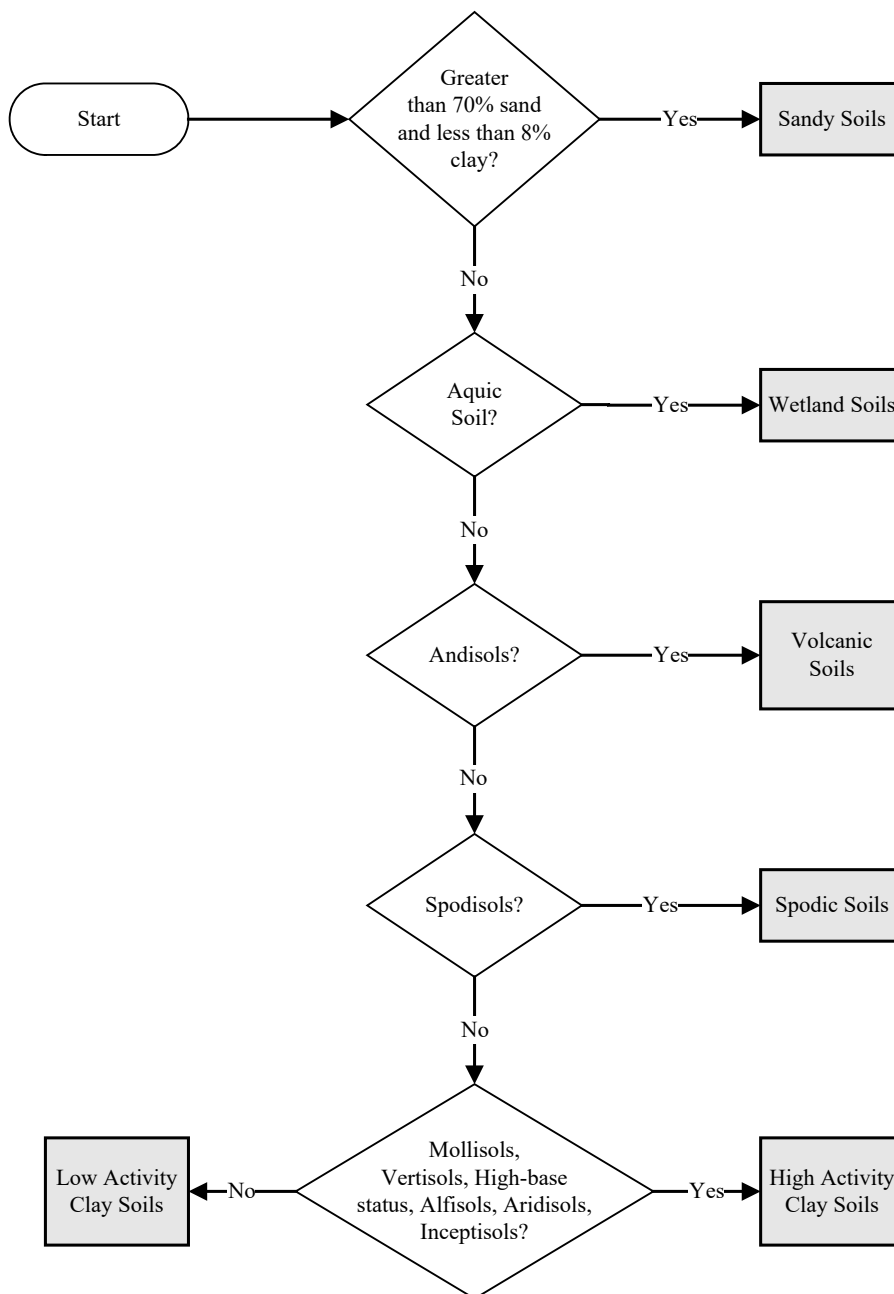 Start
Greater
than 70% sand
and less than 8%
clay?
Yes
Sandy Soils
No
Aquic
Soil?
Yes
Wetland Soils
No
Andisols?
Yes
Volcanic
Soils
No
Spodisols?
Yes
Spodic Soils
No
Mollisols,
Vertisols, High-base
status, Alfisols, Aridisols,
Inceptisols?
No
Low Activity
Clay Soils
Yes
High Activity
Clay Soils